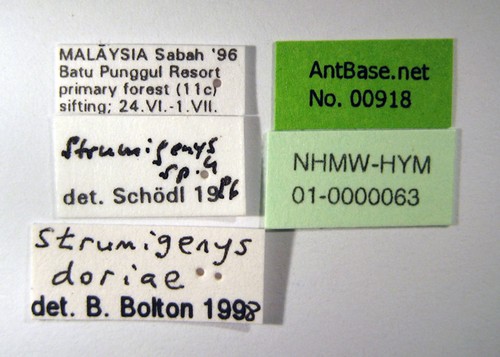 MALAYSIA Sabah '96
Batu Punggul Resort
primary forest (11c)
sifting; 24.VI.-1.VII.
Strumigenys
sp. 4
det. Schödl 1996
Strumigenys
doriae
det. B. Bolton 1998
AntBase.net
No. 00918
NHMW-HYM
01-0000063